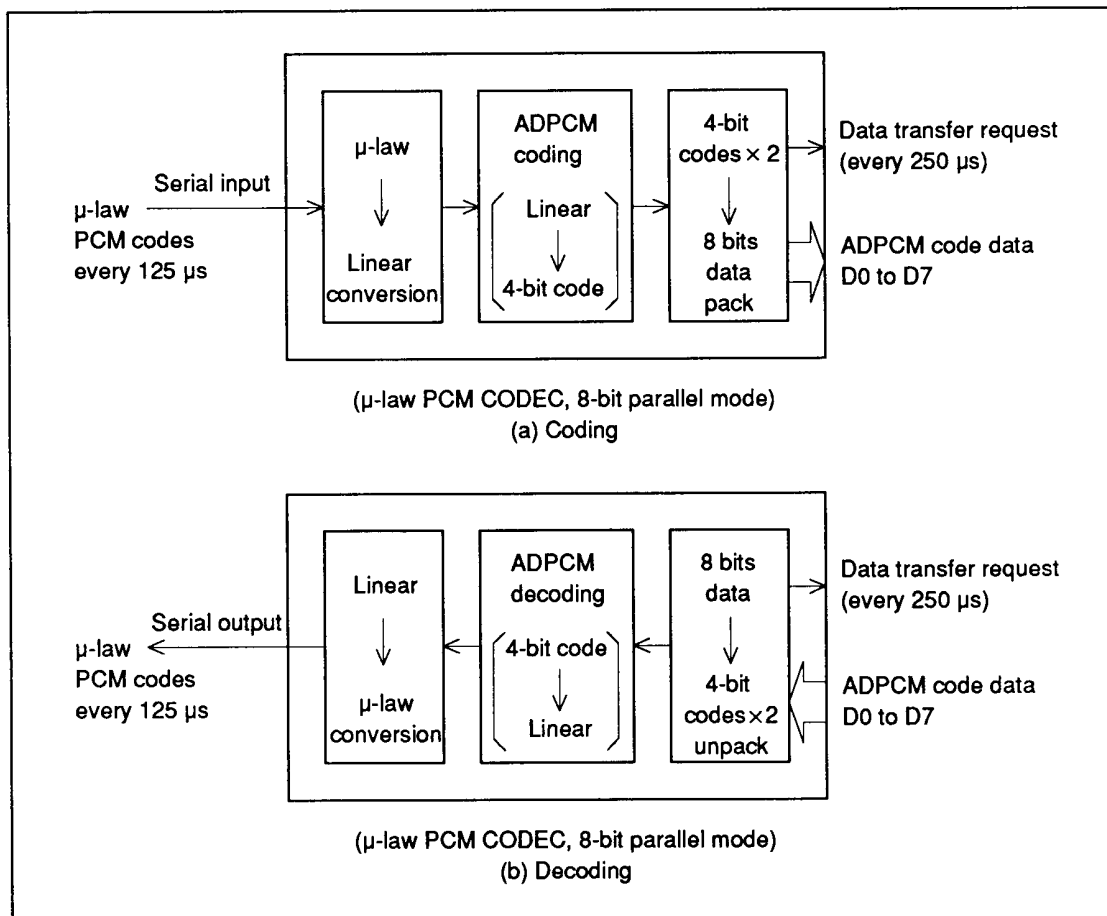 Serial input
µ-law
PCM codes
every 125 µs
µ-law
Linear
conversion
ADPCM
coding
Linear
4-bit code
4-bit
codes × 2
8 bits
data
pack
Data transfer request
(every 250 µs)
ADPCM code data
D0 to D7
(µ-law PCM CODEC, 8-bit parallel mode)
(a) Coding
Serial output
µ-law
PCM codes
every 125 µs
Linear
µ-law
conversion
ADPCM
decoding
4-bit code
Linear
8 bits
data
4-bit
codes×2
unpack
Data transfer request
(every 250 µs)
ADPCM code data
D0 to D7
(µ-law PCM CODEC, 8-bit parallel mode)
(b) Decoding